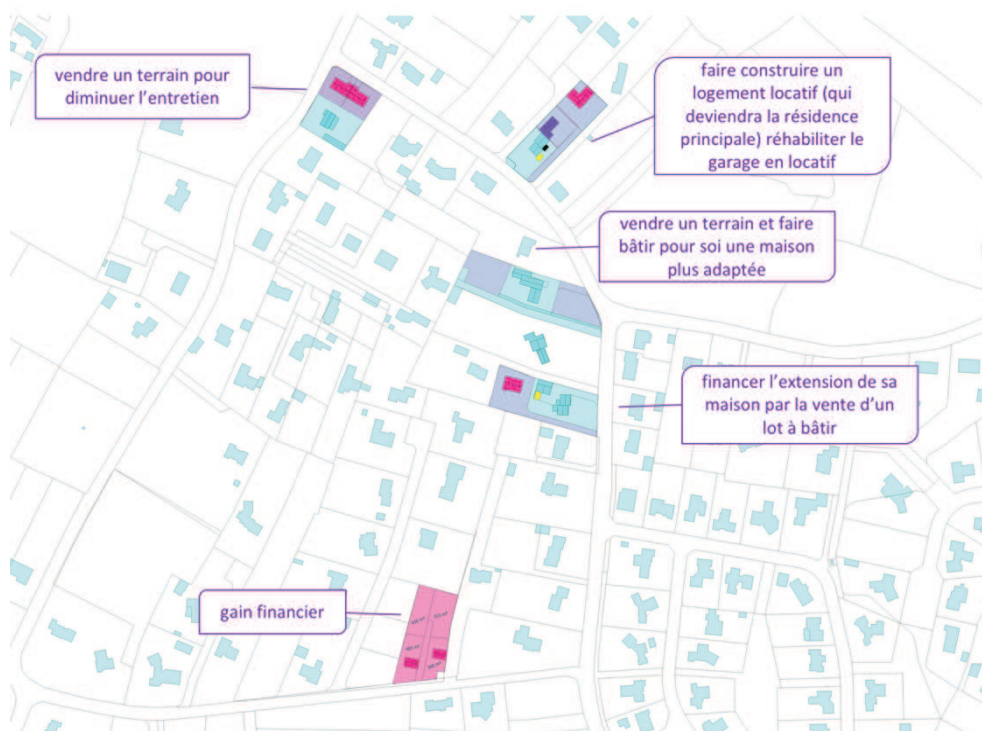 vendre un terrain pour
diminuer l’entretien
faire construire un
logement locatif (qui
deviendra la résidence
principale) réhabiliter le
garage en locatif
vendre un terrain et faire
bâtir pour soi une maison
plus adaptée
financer l’extension de sa
maison par la vente d’un
lot à bâtir
gain financier